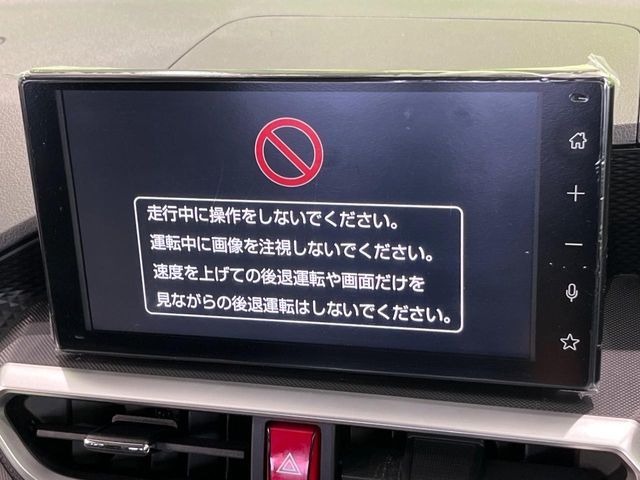 走行中に操作をしないでください。
運転中に画像を注視しないでください。
速度を上げての後退運転や画面だけを
見ながらの後退運転はしないでください。